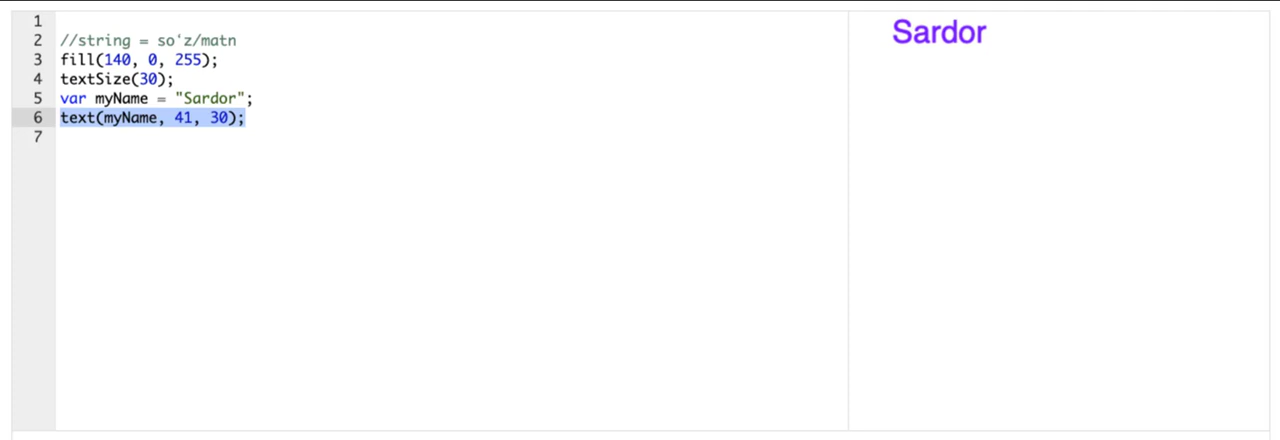 1
2 //string = so'z/matn
3 fill(140, 0, 255);
4 textSize(30);
5 var myName = "Sardor";
6 text(myName, 41, 30);
7
Sardor